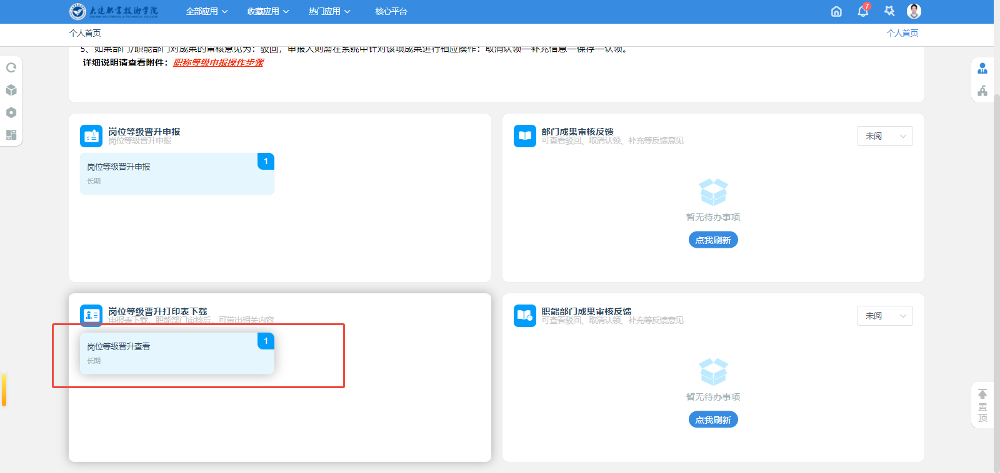 大连职业技术学院
全部应用 收藏应用 热门应用 核心平台
7
个人首页 个人首页
5、如果部门/职能部门对成果的审核意见为：驳回，申报人则需在系统中针对该项成果进行相应操作：取消认领—补充信息—保存—认领。
详细说明请查看附件：职称等级申报操作步骤
岗位等级晋升申报
岗位等级晋升申报
岗位等级晋升申报
1
长期
部门成果审核反馈
可查看驳回、取消认领、补充等反馈意见
未阅
暂无待办事项
点我刷新
岗位等级晋升打印表下载
申报表下载，职能部门审核后，可带出相关内容
岗位等级晋升查看
1
长期
职能部门成果审核反馈
可查看驳回、取消认领、补充等反馈意见
未阅
暂无待办事项
点我刷新
置
顶